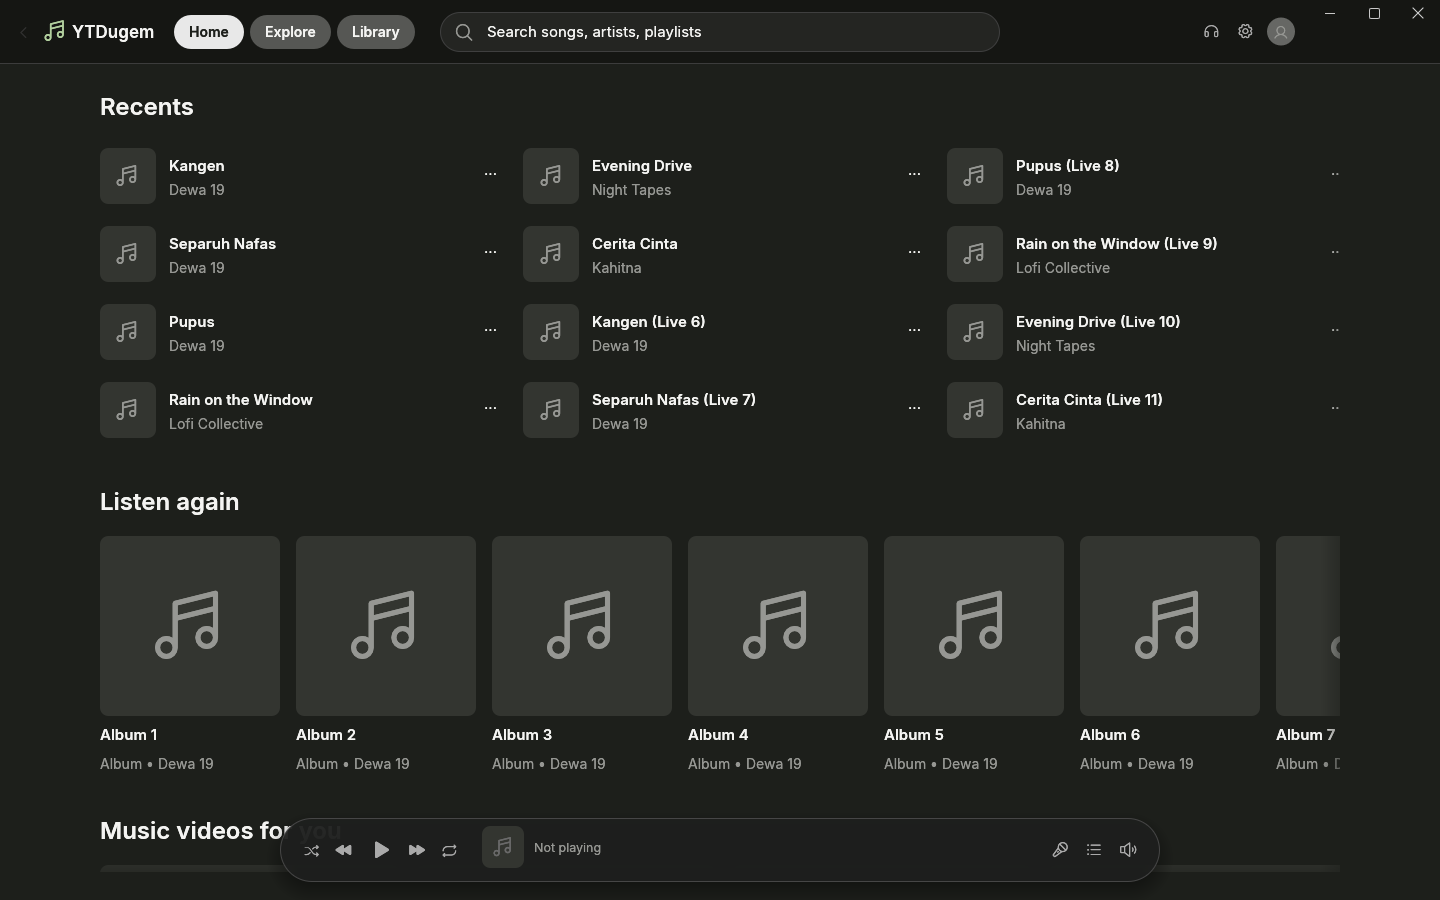 YTDugem
Home
Explore
Library
Search songs, artists, playlists
Recents
Kangen
Dewa 19
Evening Drive
Night Tapes
Pupus (Live 8)
Dewa 19
Separuh Nafas
Dewa 19
Cerita Cinta
Kahitna
Rain on the Window (Live 9)
Lofi Collective
Pupus
Dewa 19
Kangen (Live 6)
Dewa 19
Evening Drive (Live 10)
Night Tapes
Rain on the Window
Lofi Collective
Separuh Nafas (Live 7)
Dewa 19
Cerita Cinta (Live 11)
Kahitna
Listen again
Album 1
Album • Dewa 19
Album 2
Album • Dewa 19
Album 3
Album • Dewa 19
Album 4
Album • Dewa 19
Album 5
Album • Dewa 19
Album 6
Album • Dewa 19
Album 7
Album •
Music videos for you
Not playing